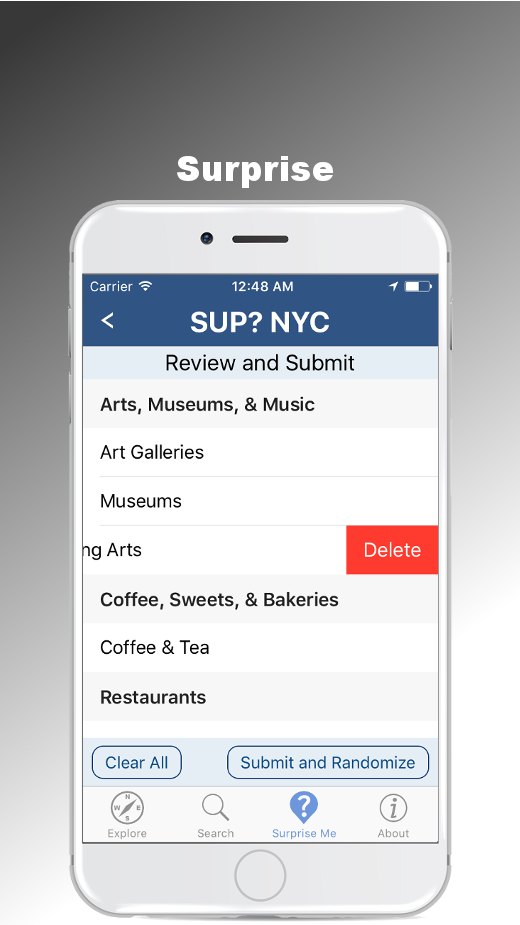 Surprise
Carrier 12:48 AM
< SUP? NYC
Review and Submit
Arts, Museums, & Music
Art Galleries
Museums
ng Arts Delete
Coffee, Sweets, & Bakeries
Coffee & Tea
Restaurants
Clear All Submit and Randomize
N
W E
S
? i
Explore Search Surprise Me About